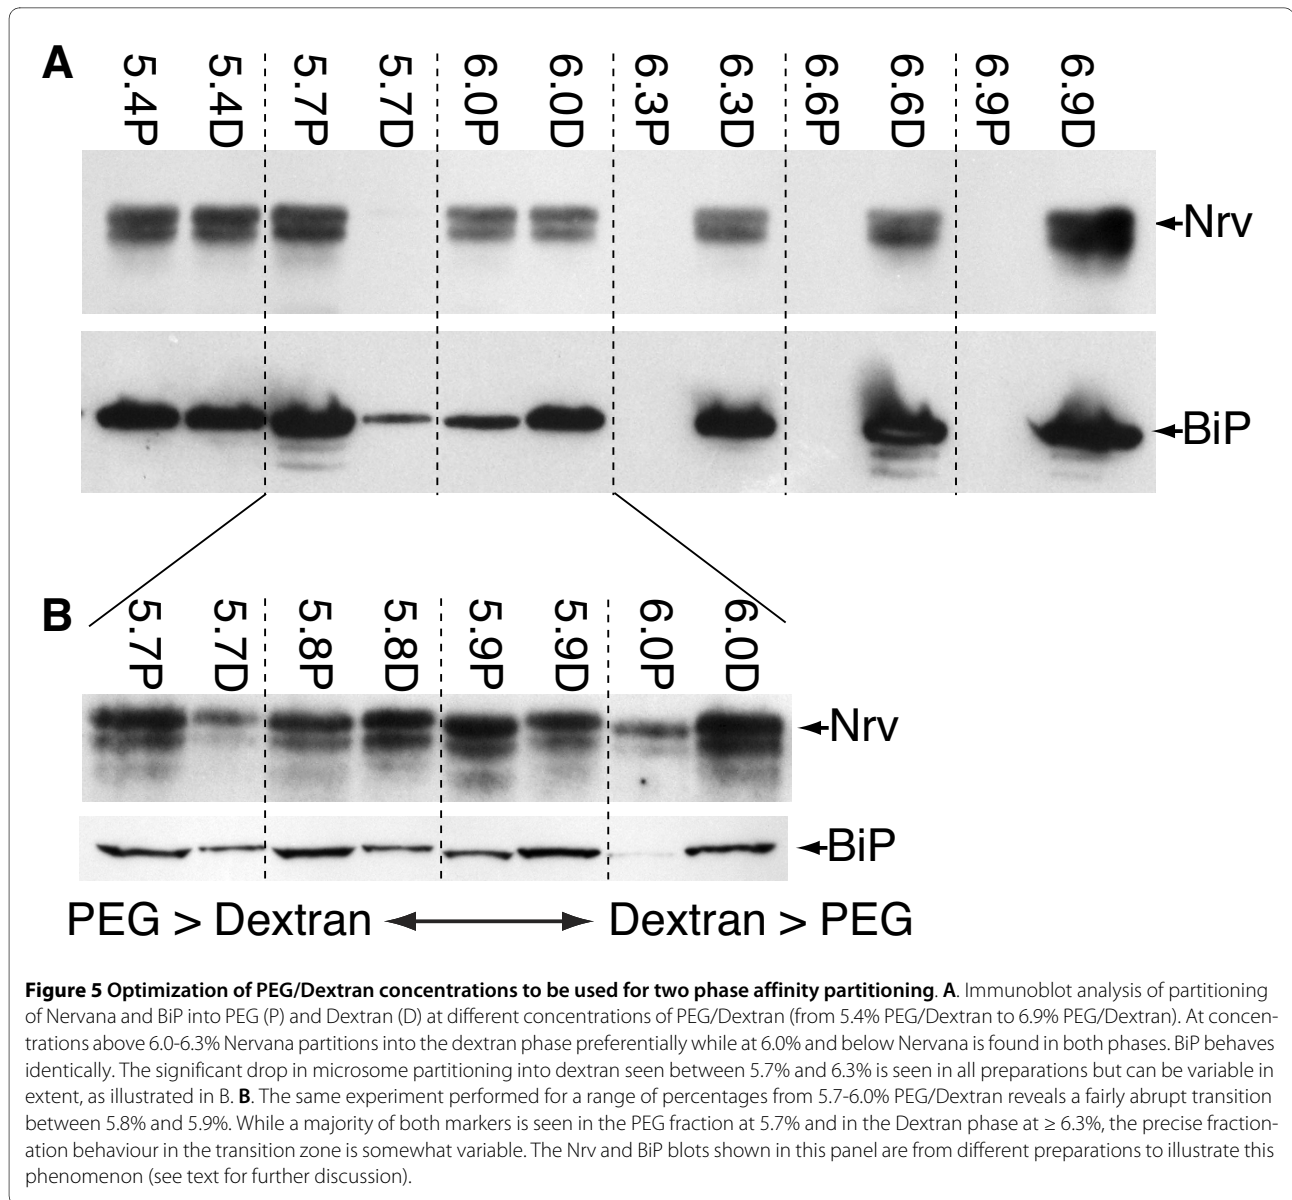 A
5.4P 5.4D 5.7P 5.7D 6.0P 6.0D 6.3P 6.3D 6.6P 6.6D 6.9P 6.9D
Nrv
BiP
B
5.7P 5.7D 5.8P 5.8D 5.9P 5.9D 6.0P 6.0D
Nrv
BiP
PEG > Dextran Dextran > PEG
Figure 5 Optimization of PEG/Dextran concentrations to be used for two phase affinity partitioning. A. Immunoblot analysis of partitioning
of Nervana and BiP into PEG (P) and Dextran (D) at different concentrations of PEG/Dextran (from 5.4% PEG/Dextran to 6.9% PEG/Dextran). At concen-
trations above 6.0-6.3% Nervana partitions into the dextran phase preferentially while at 6.0% and below Nervana is found in both phases. BiP behaves
identically. The significant drop in microsome partitioning into dextran seen between 5.7% and 6.3% is seen in all preparations but can be variable in
extent, as illustrated in B. B. The same experiment performed for a range of percentages from 5.7-6.0% PEG/Dextran reveals a fairly abrupt transition
between 5.8% and 5.9%. While a majority of both markers is seen in the PEG fraction at 5.7% and in the Dextran phase at ≥ 6.3%, the precise fraction-
ation behaviour in the transition zone is somewhat variable. The Nrv and BiP blots shown in this panel are from different preparations to illustrate this
phenomenon (see text for further discussion).